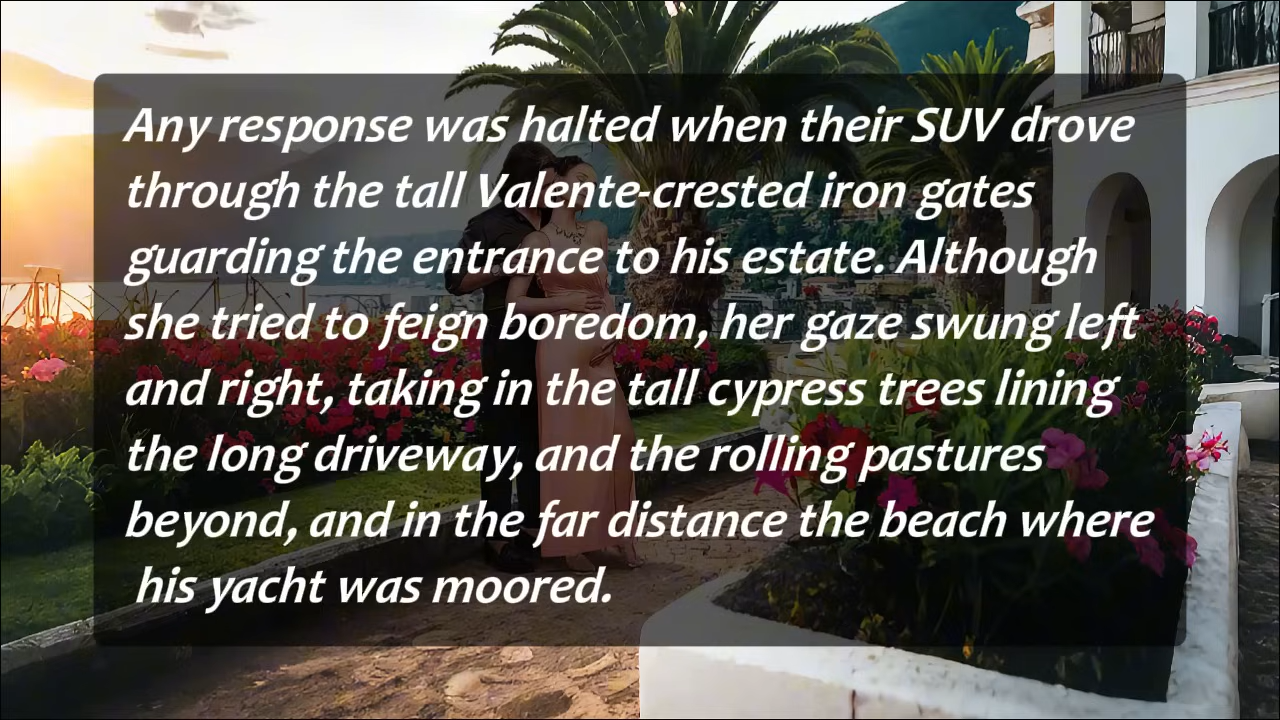 Any response was halted when their SUV drove
through the tall Valente-crested iron gates
guarding the entrance to his estate. Although
she tried to feign boredom, her gaze swung left
and right, taking in the tall cypress trees lining
the long driveway, and the rolling pastures
beyond, and in the far distance the beach where
his yacht was moored.